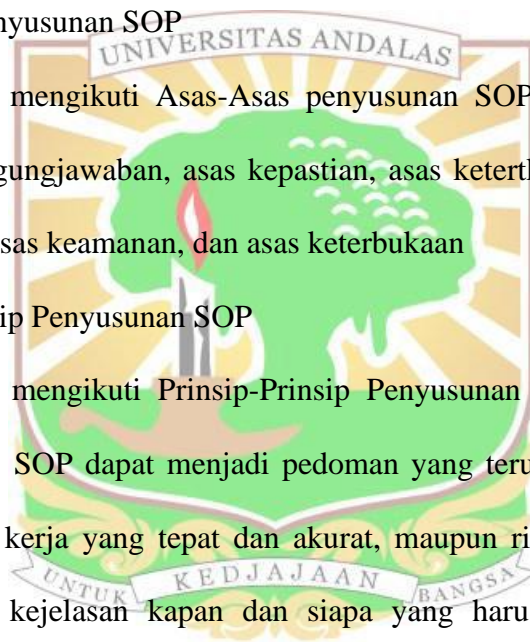 nyusunan SOP
UNIVERSITAS ANDALAS
mengikuti Asas-Asas penyusunan SOP
gungjawaban, asas kepastian, asas ketertl
sas keamanan, dan asas keterbukaan
ip Penyusunan SOP
mengikuti Prinsip-Prinsip Penyusunan
SOP dapat menjadi pedoman yang teru
kerja yang tepat dan akurat, maupun ri
UNTUK KEDJAJAAN BANGSA
kejelasan kapan dan siapa yang haru